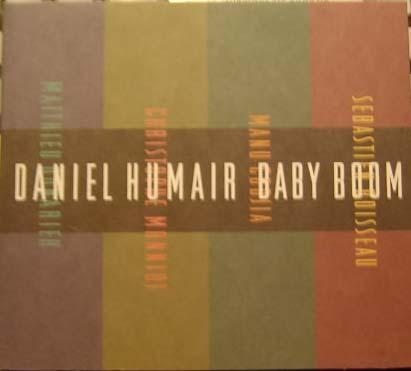 MATTHIEU DONARIER
CHRISTOPHE MONNIOT
MANU CODJIA
SEBASTIEN BOISSEAU
DANIEL HUMAIR BABY BOOM